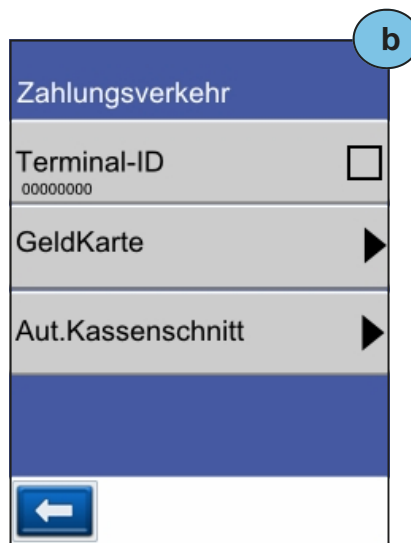 b
Zahlungsverkehr
Terminal-ID
00000000
GeldKarte
Aut.Kassenschnitt